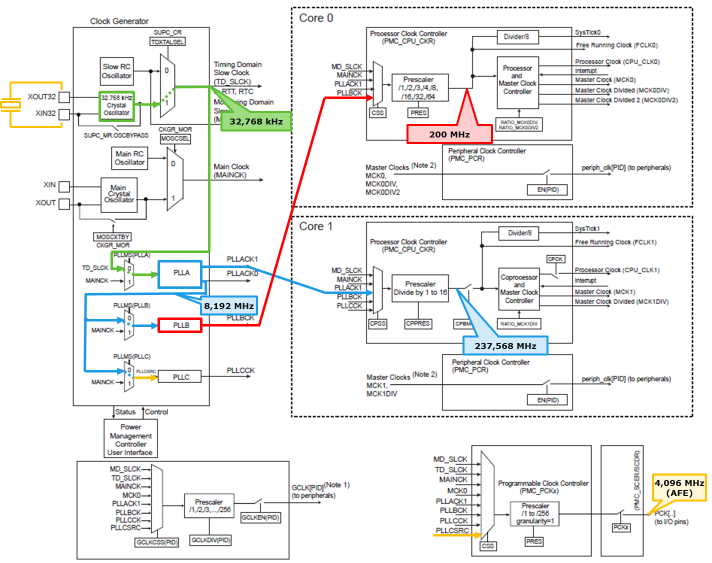 Clock Generator
SUPC_CR
TDXTALSEL
Slow RC
Oscillator
0
1
Timing Domain
Slow Clock
(TD_SLCK)
RTT, RTC
XOUT32
XIN32
32.768 kHz
Crystal
Oscillator
SUPC_MR.OSCBYPASS
32,768 kHz
CKGR_MOR
MOSCSEL
Main RC
Oscillator
0
1
Main Clock
(MAINCK)
XIN
XOUT
Main
Crystal
Oscillator
MOSCXTBY
CKGR_MOR
PLLMS(PLLA)
TD_SLCK
MAINCK
0
1
PLLA
PLLACK1
PLLACK0
8,192 MHz
PLLMS(PLLB)
MAINCK
0
1
PLLB
PLLBCK
PLLMS(PLLC)
MAINCK
0
1
PLLCSRC
PLLC
PLLCCK
Status
Control
Power
Management
Controller
User Interface
Core 0
Processor Clock Controller
(PMC_CPU_CKR)
MD_SLCK
MAINCK
PLLACK1
PLLBCK
CSS
Prescaler
/1,/2,/3,/4,/8,
/16,/32,/64
PRES
200 MHz
Divider/8
SysTick0
Free Running Clock (FCLK0)
Processor
and Master
Clock
Controller
RATIO_MCK0DIV,
RATIO_MCK0DIV2
Processor Clock (CPU_CLK0)
Interrupt
Master Clock (MCK0)
Master Clock Divided (MCK0DIV)
Master Clock Divided 2 (MCK0DIV2)
Peripheral Clock Controller
(PMC_PCR)
Master Clocks (Note 2)
MCK0,
MCK0DIV,
MCK0DIV2
EN(PID)
periph_clk[PID] (to peripherals)
Core 1
Processor Clock Controller
(PMC_CPU_CKR)
MD_SLCK
MAINCK
PLLACK1
PLLBCK
PLLCCK
CPSS
Prescaler
Divide by 1 to 16
CPPRES
237,568 MHz
Divider/8
SysTick1
Free Running Clock (FCLK1)
CPCK
Coprocessor
and Master
Clock
Controller
RATIO_MCK1DIV
Processor Clock (CPU_CLK1)
Interrupt
Master Clock (MCK1)
Master Clock Divided (MCK1DIV)
Peripheral Clock Controller
(PMC_PCR)
Master Clocks (Note 2)
MCK1,
MCK1DIV
EN(PID)
periph_clk[PID] (to peripherals)
MD_SLCK
TD_SLCK
MAINCK
MCK0
PLLACK1
PLLBCK
PLLCCK
PLLCSRC
GCLKCSS(PID)
Prescaler
/1,/2,/3,...,/256
GCLKDIV(PID)
GCLKEN(PID)
GCLK[PID](Note 1)
(to peripherals)
MD_SLCK
TD_SLCK
MAINCK
MCK0
PLLACK1
PLLBCK
PLLCCK
PLLCSRC
CSS
Programmable Clock Controller
(PMC_PCKx)
Prescaler
/1 to /256
granularity=1
PRES
(PMC_SCER/SCDR)
PCKx
4,096 MHz
(AFE)
PCK[..]
(to I/O pins)